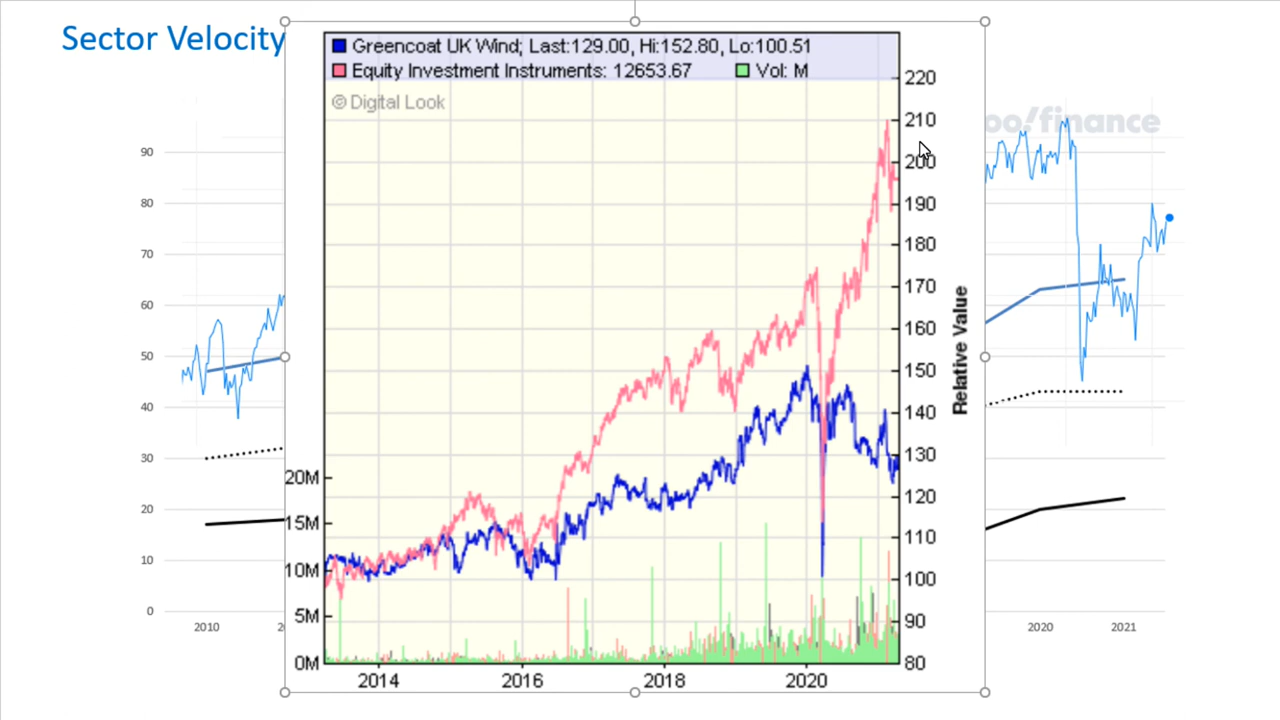 Sector Velocity
Greencoat UK Wind; Last:129.00, Hi:152.80, Lo:100.51
Equity Investment Instruments: 12653.67 Vol: M
© Digital Look
oo!finance
220
210
200
190
180
170
160
150
140
130
120
110
100
90
80
Relative Value
20M
15M
10M
5M
0M
2014 2016 2018 2020
90
80
70
60
50
40
30
20
10
0
2010 20 2020 2021